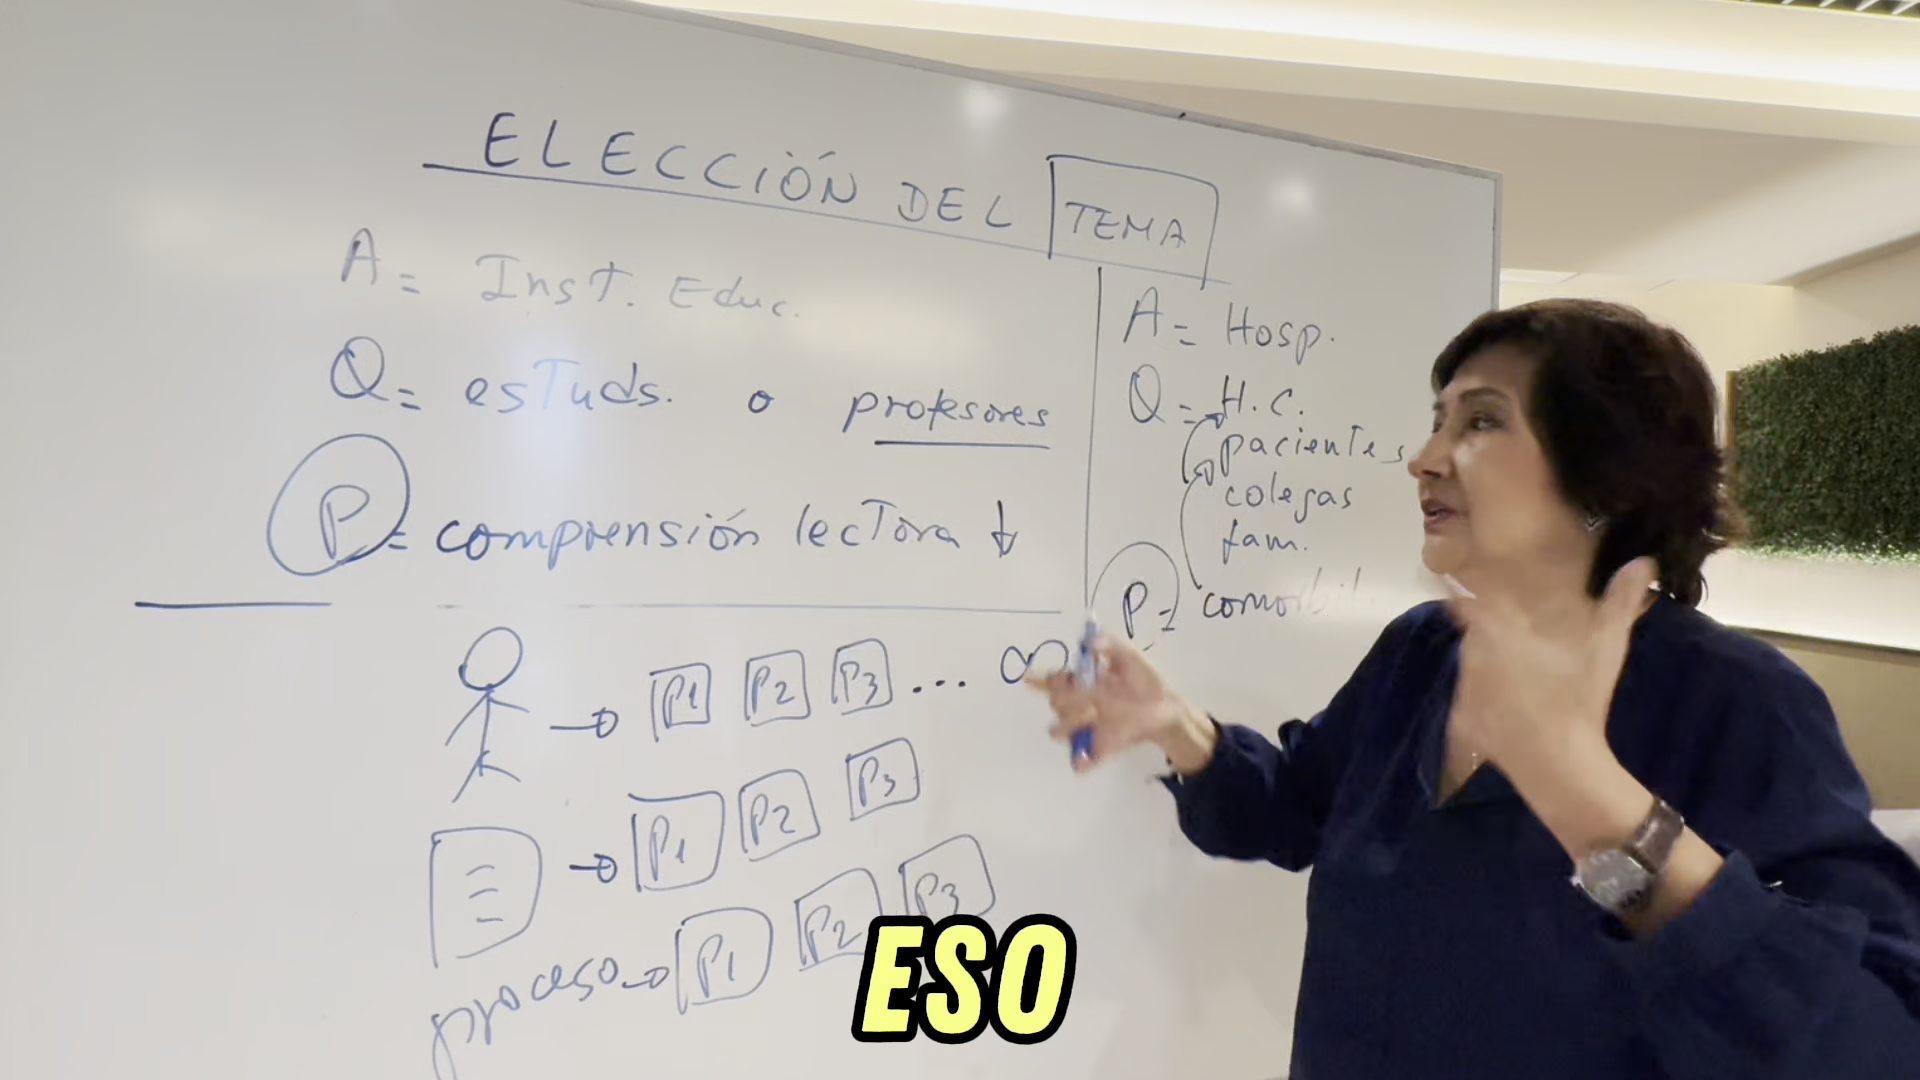 ELECCIÓN DEL TEMA
A = Inst. Educ.
Q = estuds. o profesores
P = comprensión lectora ↓
A = Hosp.
Q = H.C.
pacientes
colegas
fam.
P =
→ P1 P2 P3 ... ∞
→ P1 P2 P3
proceso → P1 P2 P3
ESO